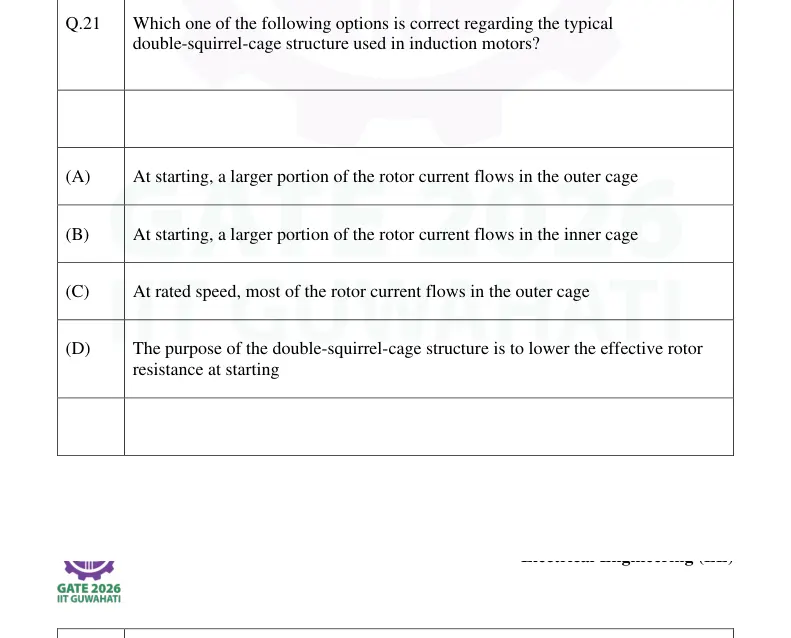 Q.21
Which one of the following options is correct regarding the typical
double-squirrel-cage structure used in induction motors?
(A)
At starting, a larger portion of the rotor current flows in the outer cage
(B)
At starting, a larger portion of the rotor current flows in the inner cage
(C)
At rated speed, most of the rotor current flows in the outer cage
(D)
The purpose of the double-squirrel-cage structure is to lower the effective rotor
resistance at starting
GATE 2026
IIT GUWAHATI
GATE 2026
IIT GUWAHATI